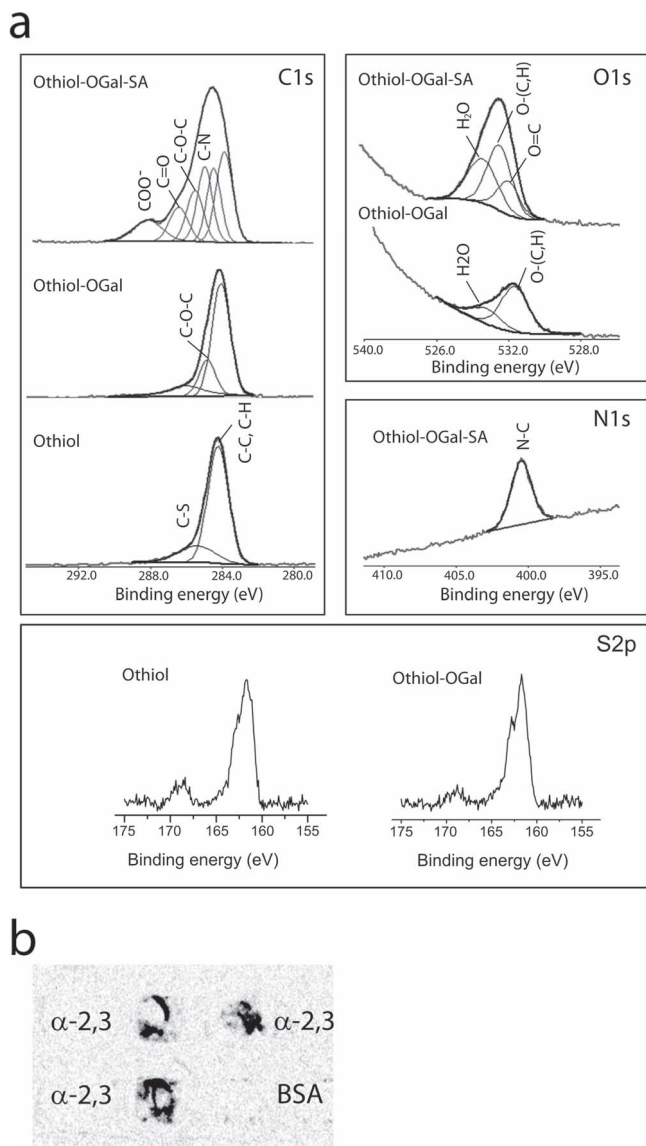 a
C1s
Othiol-OGal-SA
COO⁻
C=O
C-O-C
C-N
Othiol-OGal
C-O-C
Othiol
C-S
C-C, C-H
292.0 288.0 284.0 280.0
Binding energy (eV)
O1s
Othiol-OGal-SA
H₂O
O-(C,H)
O=C
Othiol-OGal
H2O
O-(C,H)
540.0 526.0 532.0 528.0
Binding energy (eV)
N1s
Othiol-OGal-SA
N-C
410.0 405.0 400.0 395.0
Binding energy (eV)
S2p
Othiol
175 170 165 160 155
Binding energy (eV)
Othiol-OGal
175 170 165 160 155
Binding energy (eV)
b
α-2,3 α-2,3
α-2,3 BSA